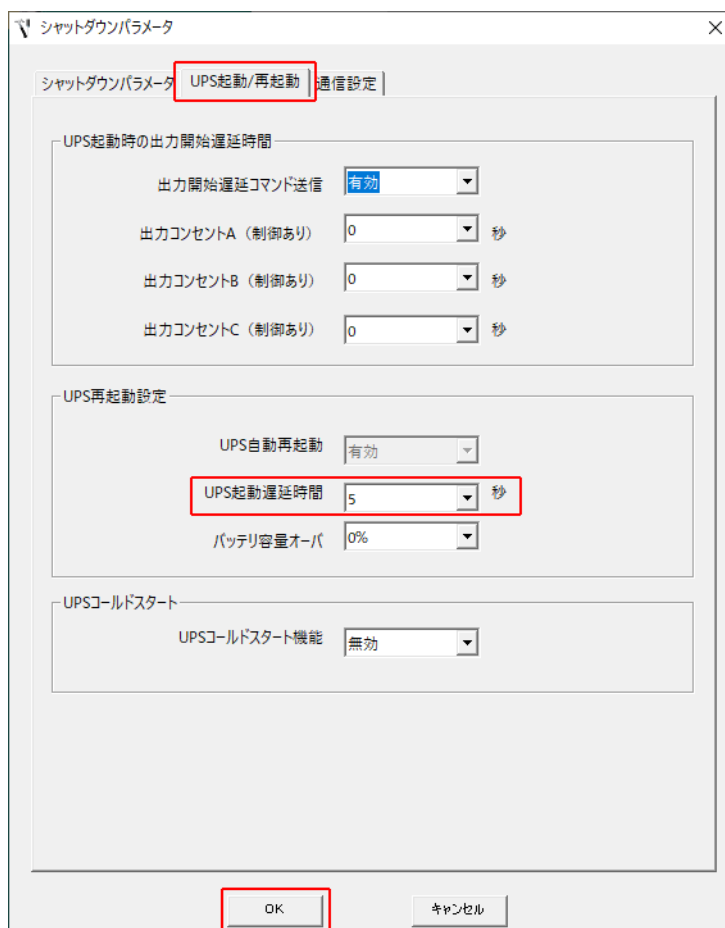 シャットダウンパラメータ
シャットダウンパラメータ UPS起動/再起動 通信設定
UPS起動時の出力開始遅延時間
出力開始遅延コマンド送信 有効
出力コンセントA（制御あり） 0 秒
出力コンセントB（制御あり） 0 秒
出力コンセントC（制御あり） 0 秒
UPS再起動設定
UPS自動再起動 有効
UPS起動遅延時間 5 秒
バッテリ容量オーバ 0%
UPSコールドスタート
UPSコールドスタート機能 無効
OK キャンセル